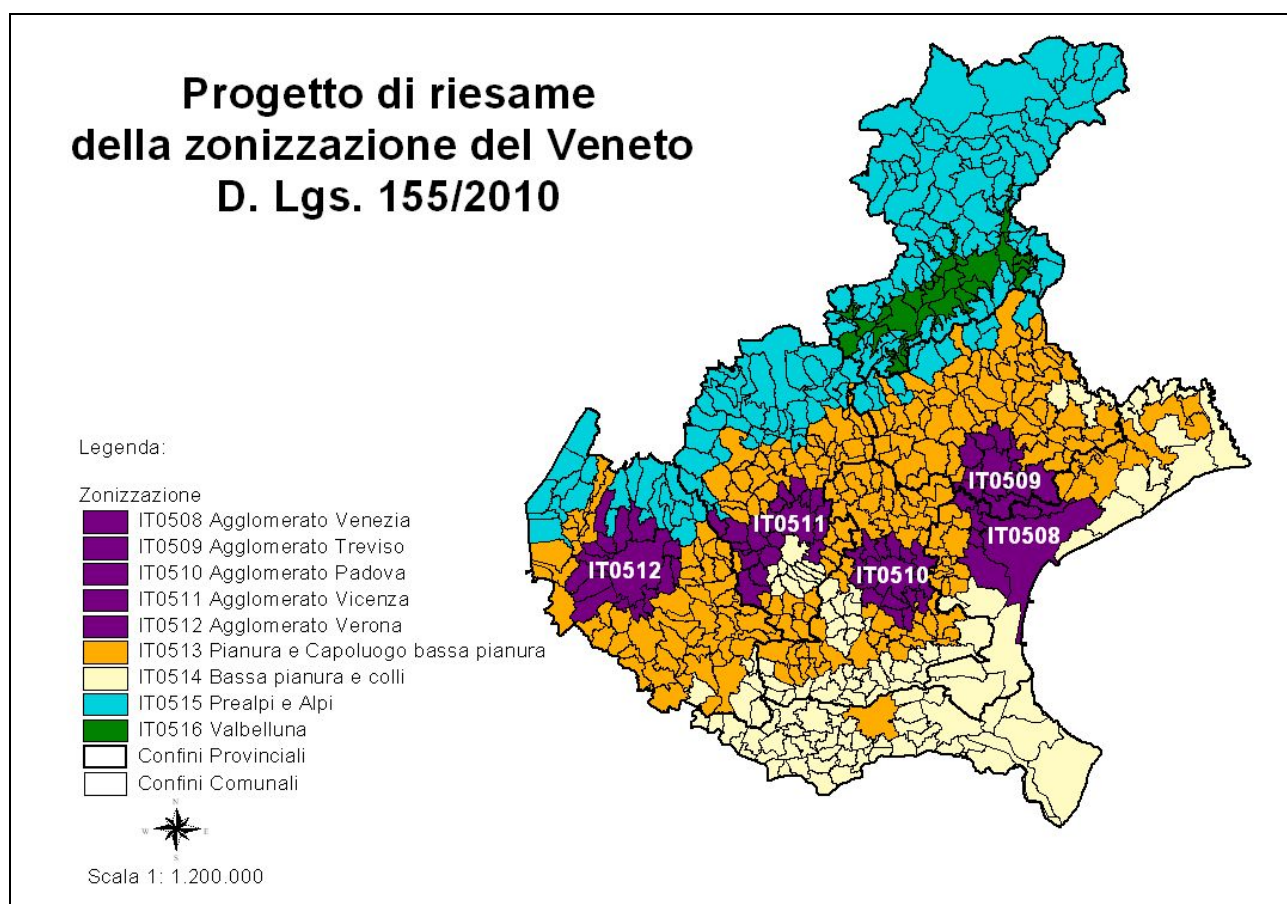 Progetto di riesame
della zonizzazione del Veneto
D. Lgs. 155/2010
IT0509
IT0511
IT0508
IT0512
IT0510
Legenda:
Zonizzazione
IT0508 Agglomerato Venezia
IT0509 Agglomerato Treviso
IT0510 Agglomerato Padova
IT0511 Agglomerato Vicenza
IT0512 Agglomerato Verona
IT0513 Pianura e Capoluogo bassa pianura
IT0514 Bassa pianura e colli
IT0515 Prealpi e Alpi
IT0516 Valbelluna
Confini Provinciali
Confini Comunali
N
W E
S
Scala 1: 1.200.000